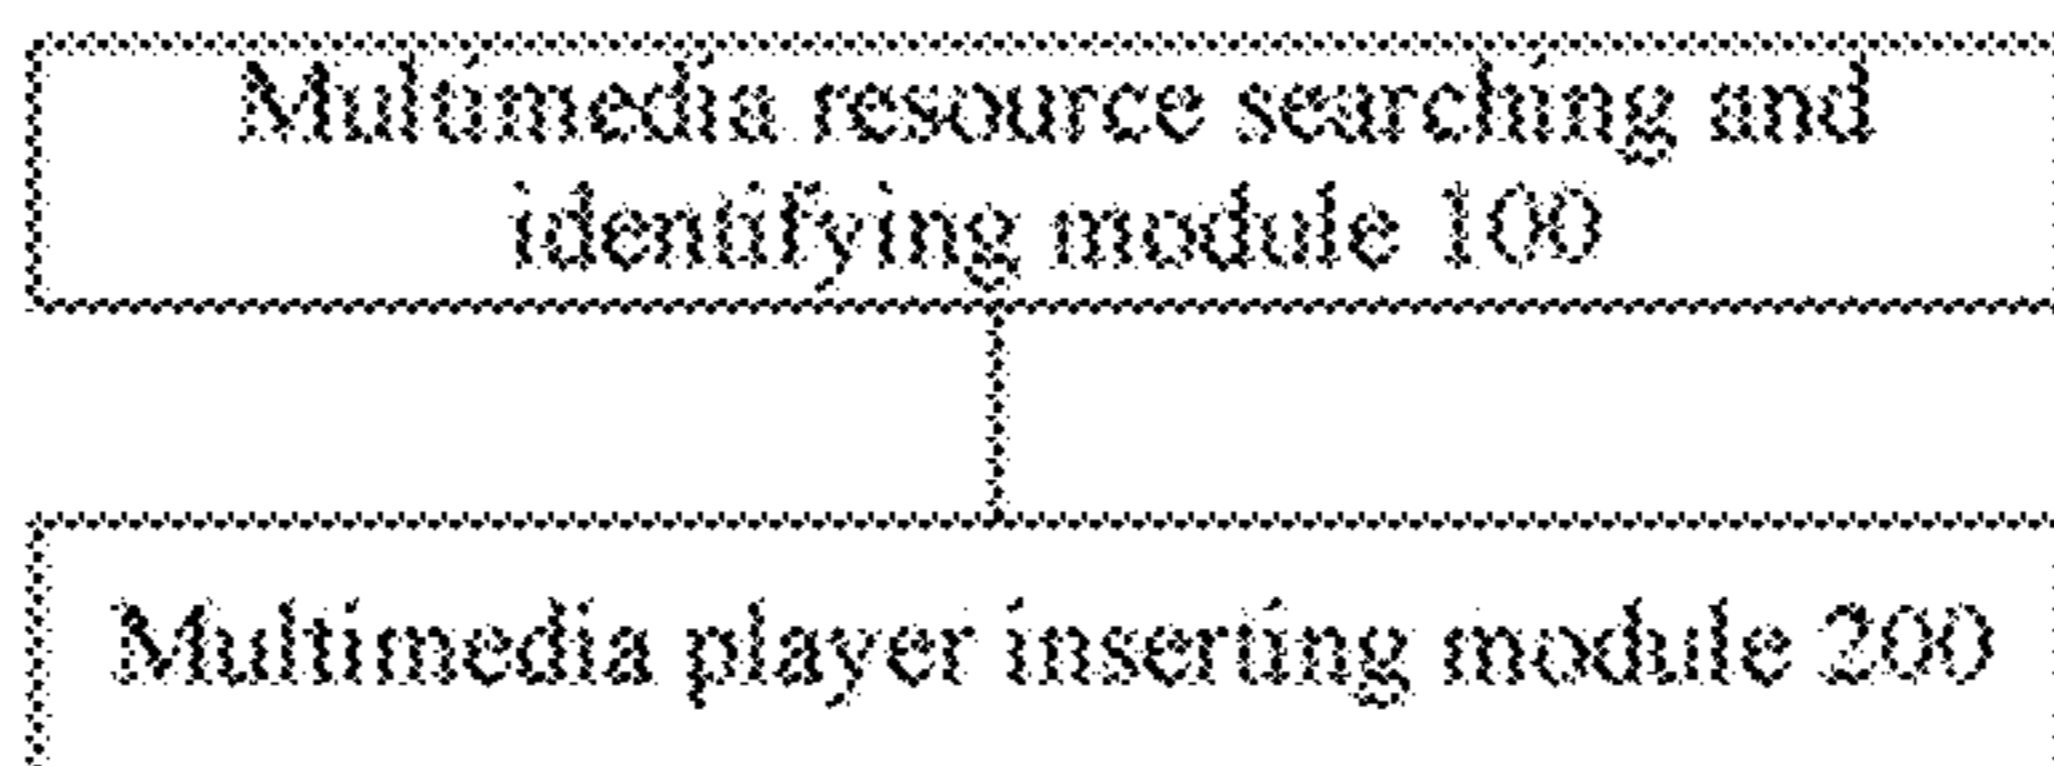 Multimedia resource searching and
identifying module 100
Multimedia player inserting module 200